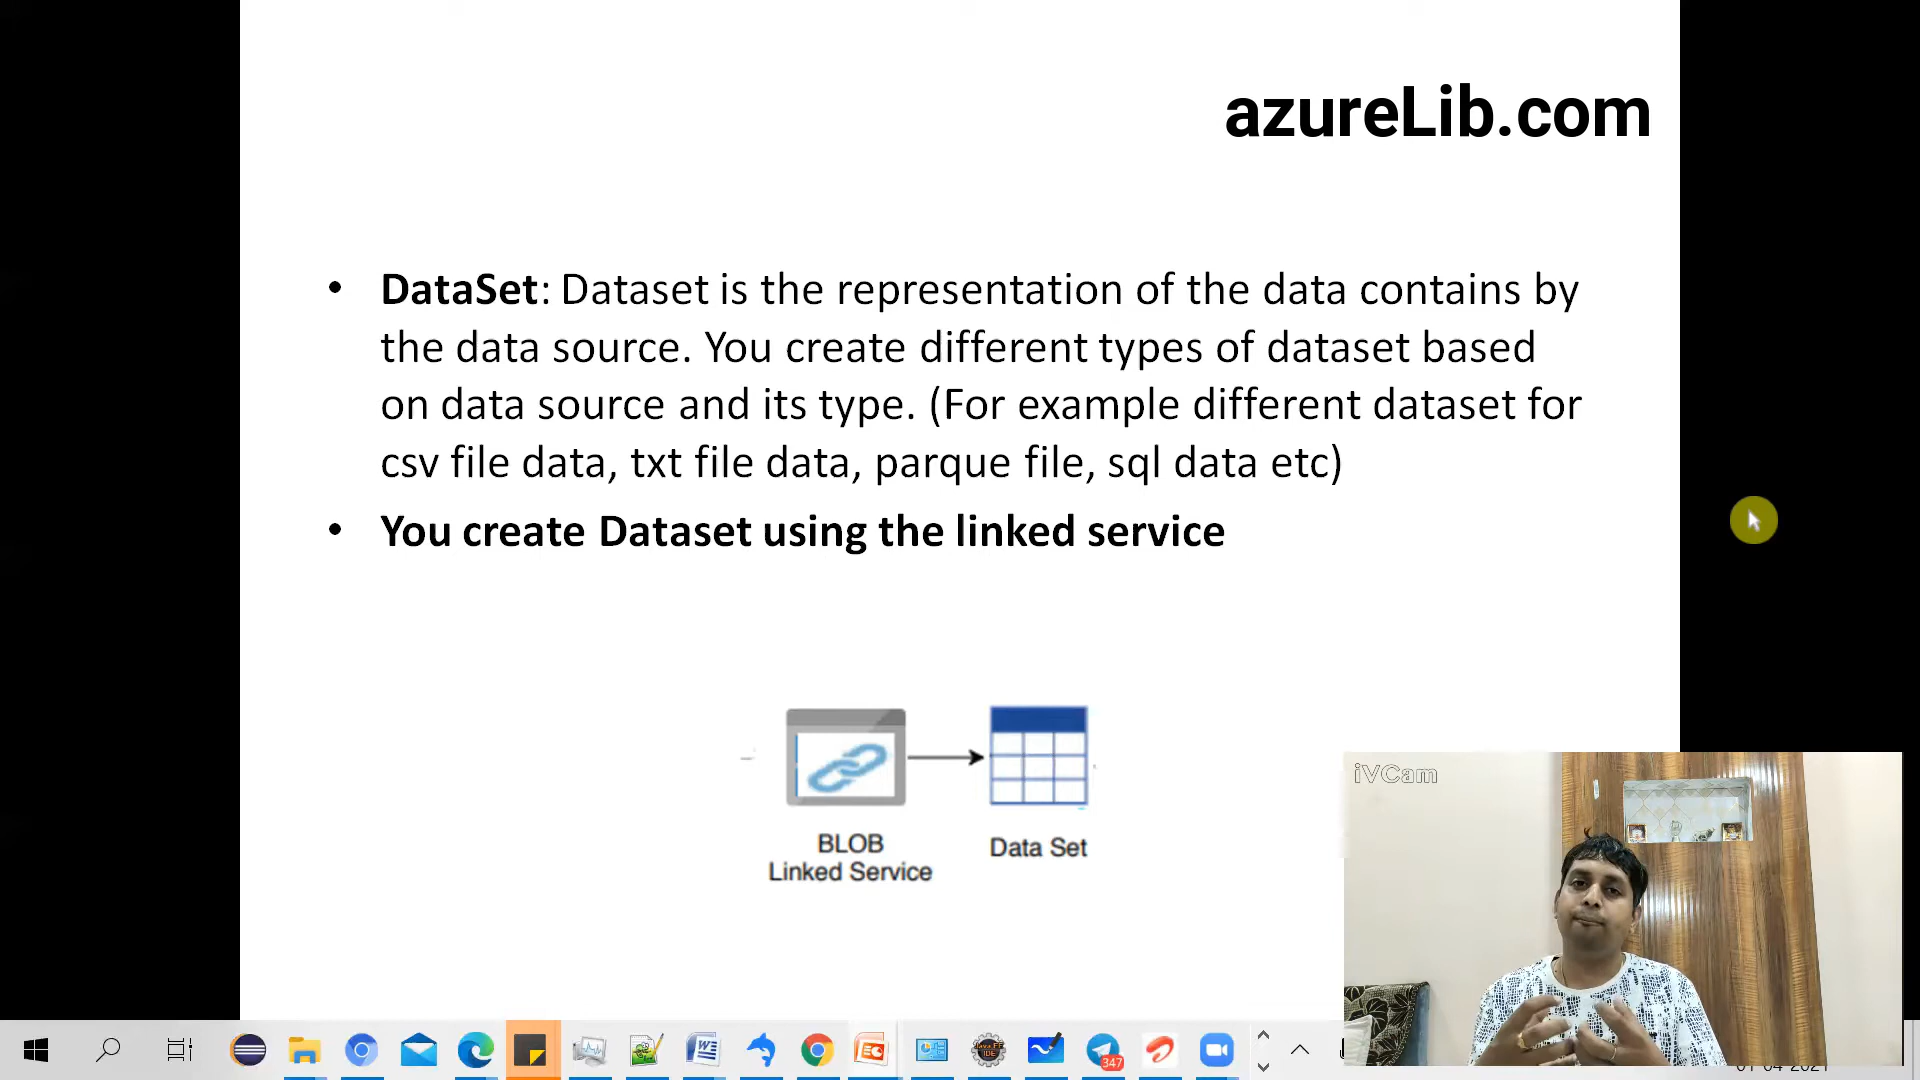 azureLib.com
• DataSet: Dataset is the representation of the data contains by
the data source. You create different types of dataset based
on data source and its type. (For example different dataset for
csv file data, txt file data, parque file, sql data etc)
• You create Dataset using the linked service
BLOB
Linked Service
Data Set
iVCam
347